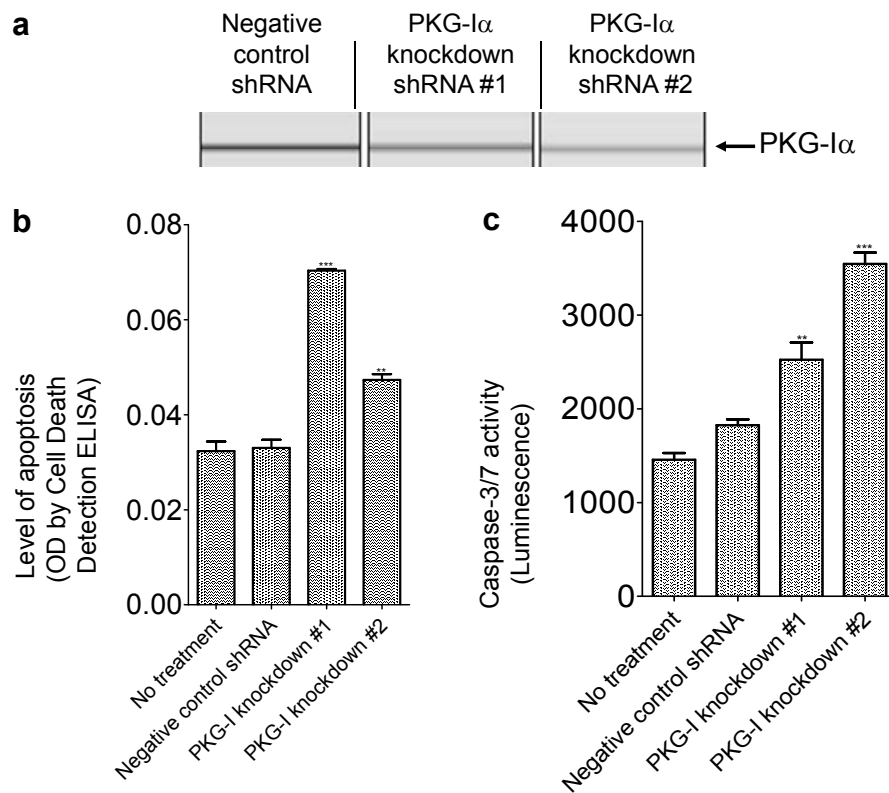 a
Negative
control
shRNA
PKG-Iα
knockdown
shRNA #1
PKG-Iα
knockdown
shRNA #2
PKG-Iα
b
Level of apoptosis
(OD by Cell Death
Detection ELISA)
0.08
0.06
0.04
0.02
0.00
***
**
No treatment
Negative control shRNA
PKG-I knockdown #1
PKG-I knockdown #2
c
Caspase-3/7 activity
(Luminescence)
4000
3000
2000
1000
0
**
***
No treatment
Negative control shRNA
PKG-I knockdown #1
PKG-I knockdown #2